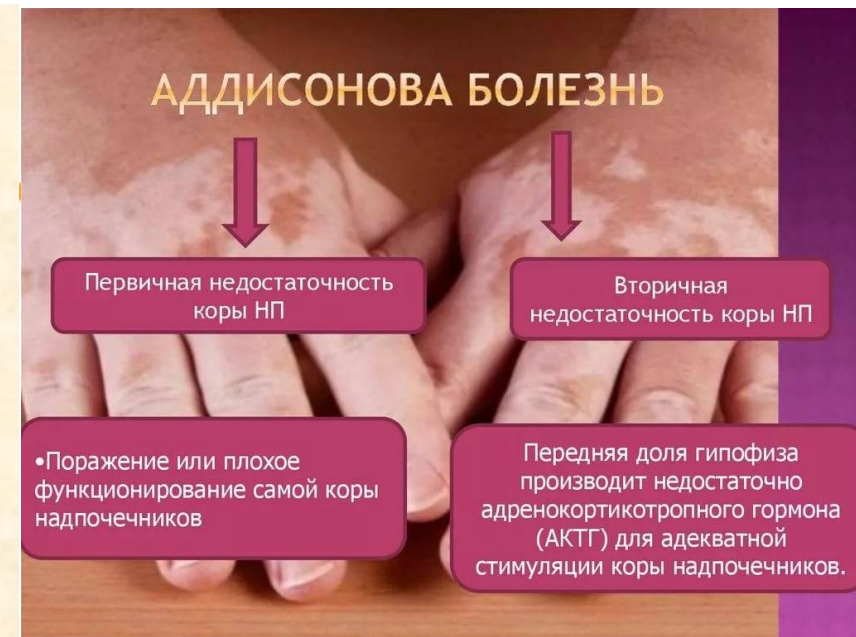 АДДИСОНОВА БОЛЕЗНЬ
Первичная недостаточность
коры НП
Вторичная
недостаточность коры НП
•Поражение или плохое
функционирование самой коры
надпочечников
Передняя доля гипофиза
производит недостаточно
адренокортикотропного гормона
(АКТГ) для адекватной
стимуляции коры надпочечников.